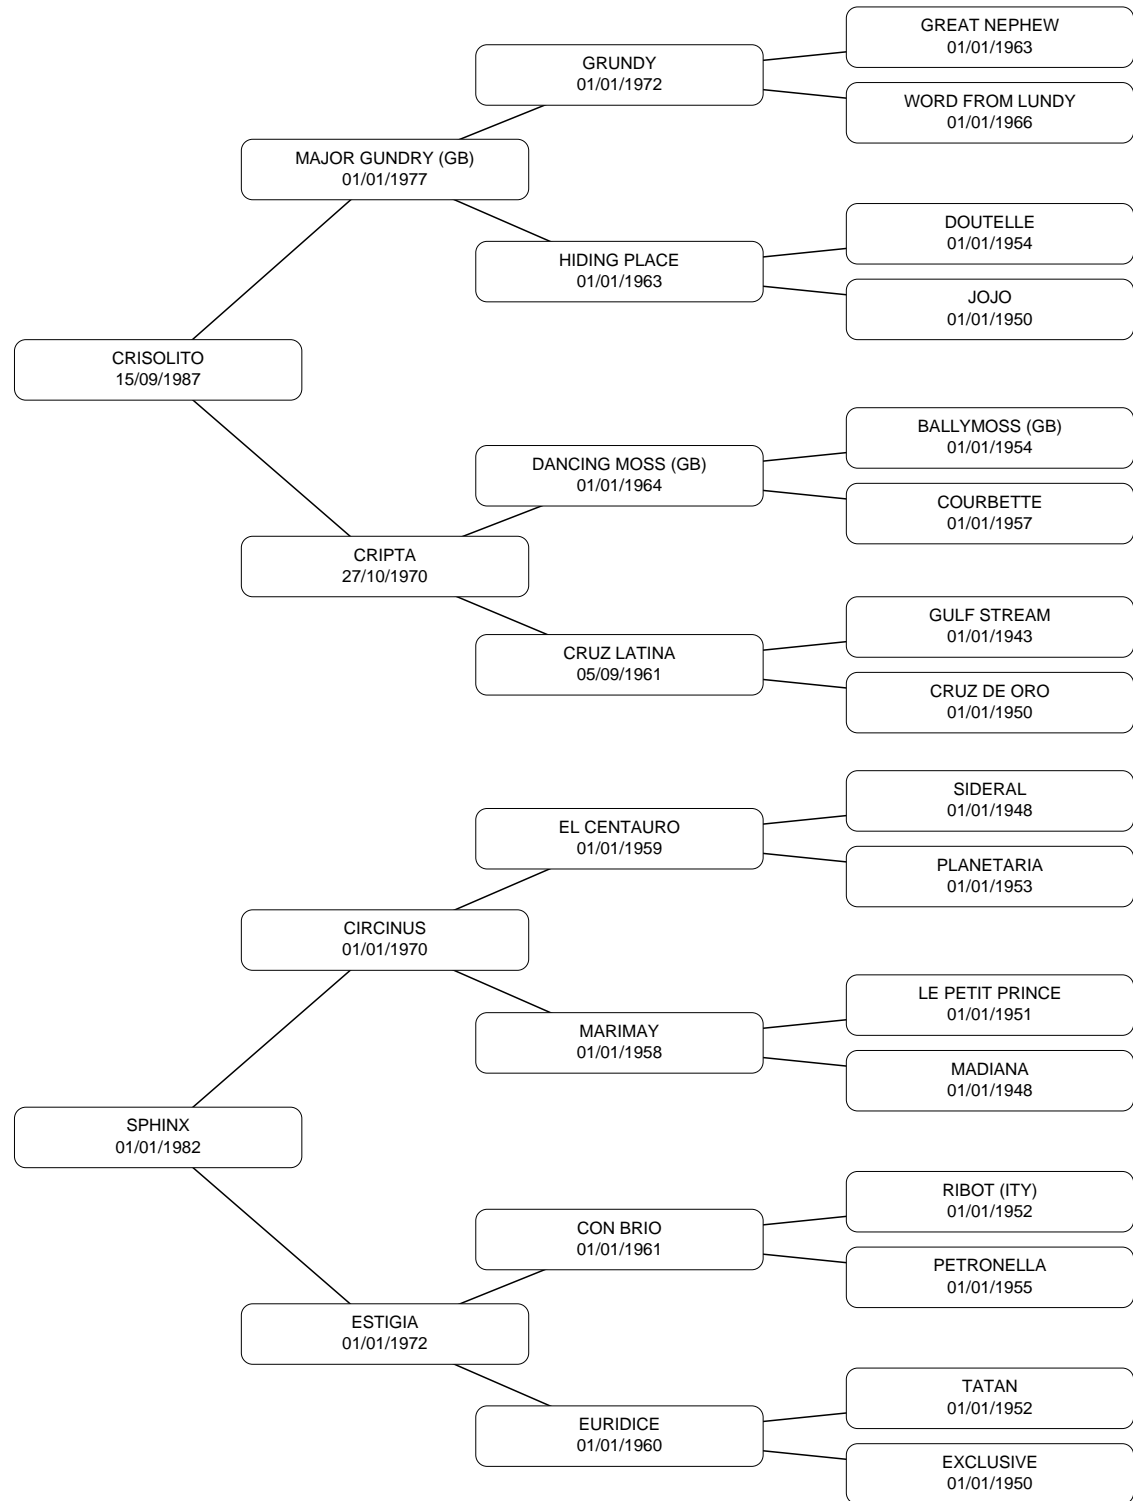 GREAT NEPHEW
01/01/1963
GRUNDY
01/01/1972
WORD FROM LUNDY
01/01/1966
MAJOR GUNDRY (GB)
01/01/1977
DOUTELLE
01/01/1954
HIDING PLACE
01/01/1963
JOJO
01/01/1950
CRISOLITO
15/09/1987
BALLYMOSS (GB)
01/01/1954
DANCING MOSS (GB)
01/01/1964
COURBETTE
01/01/1957
CRIPTA
27/10/1970
GULF STREAM
01/01/1943
CRUZ LATINA
05/09/1961
CRUZ DE ORO
01/01/1950
SIDERAL
01/01/1948
EL CENTAURO
01/01/1959
PLANETARIA
01/01/1953
CIRCINUS
01/01/1970
LE PETIT PRINCE
01/01/1951
MARIMAY
01/01/1958
MADIANA
01/01/1948
SPHINX
01/01/1982
RIBOT (ITY)
01/01/1952
CON BRIO
01/01/1961
PETRONELLA
01/01/1955
ESTIGIA
01/01/1972
TATAN
01/01/1952
EURIDICE
01/01/1960
EXCLUSIVE
01/01/1950